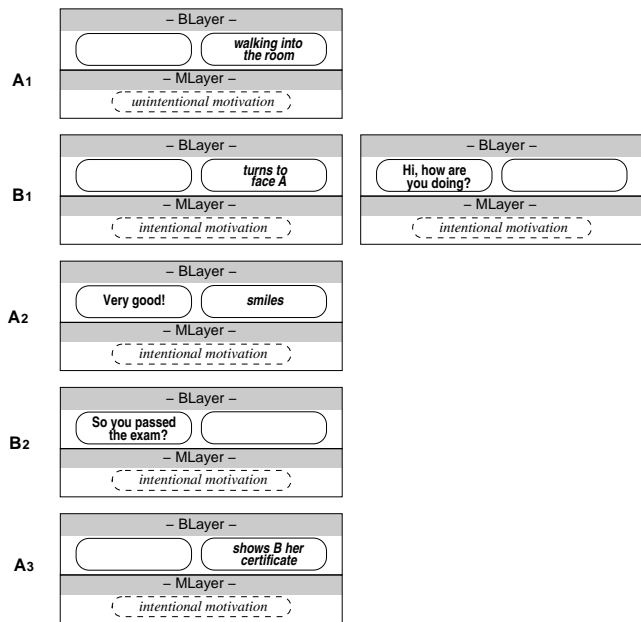 – BLayer –
walking into
the room
A1
– MLayer –
unintentional motivation
– BLayer –
turns to
face A
B1
– MLayer –
intentional motivation
– BLayer –
Hi, how are
you doing?
– MLayer –
intentional motivation
– BLayer –
Very good!
smiles
A2
– MLayer –
intentional motivation
– BLayer –
So you passed
the exam?
B2
– MLayer –
intentional motivation
– BLayer –
shows B her
certificate
A3
– MLayer –
intentional motivation